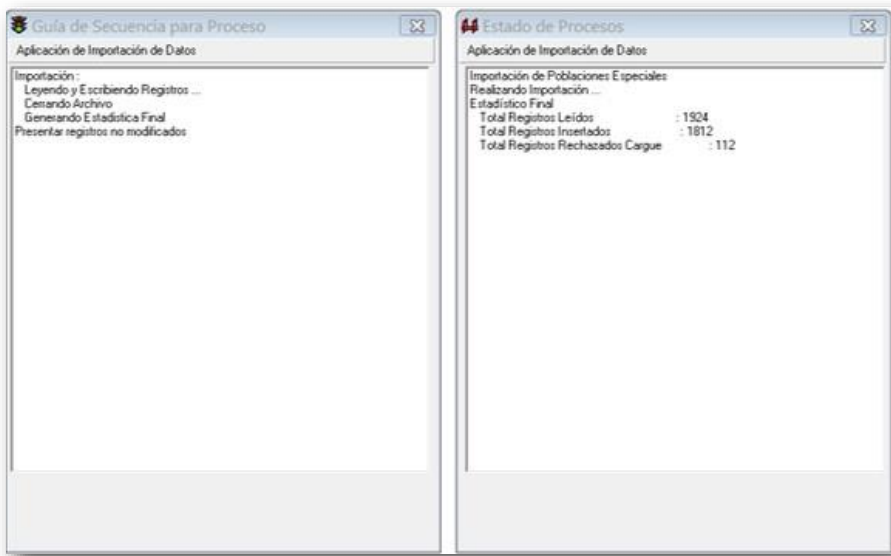 Guía de Secuencia para Proceso
Aplicación de Importación de Datos
Importación :
Leyendo y Escribiendo Registros ...
Cerrando Archivo
Generando Estadistica Final
Presentar registros no modificados
Estado de Procesos
Aplicación de Importación de Datos
Importación de Poblaciones Especiales
Realizando Importación ...
Estadístico Final
Total Registros Leídos : 1924
Total Registros Insertados : 1812
Total Registros Rechazados Cargue : 112